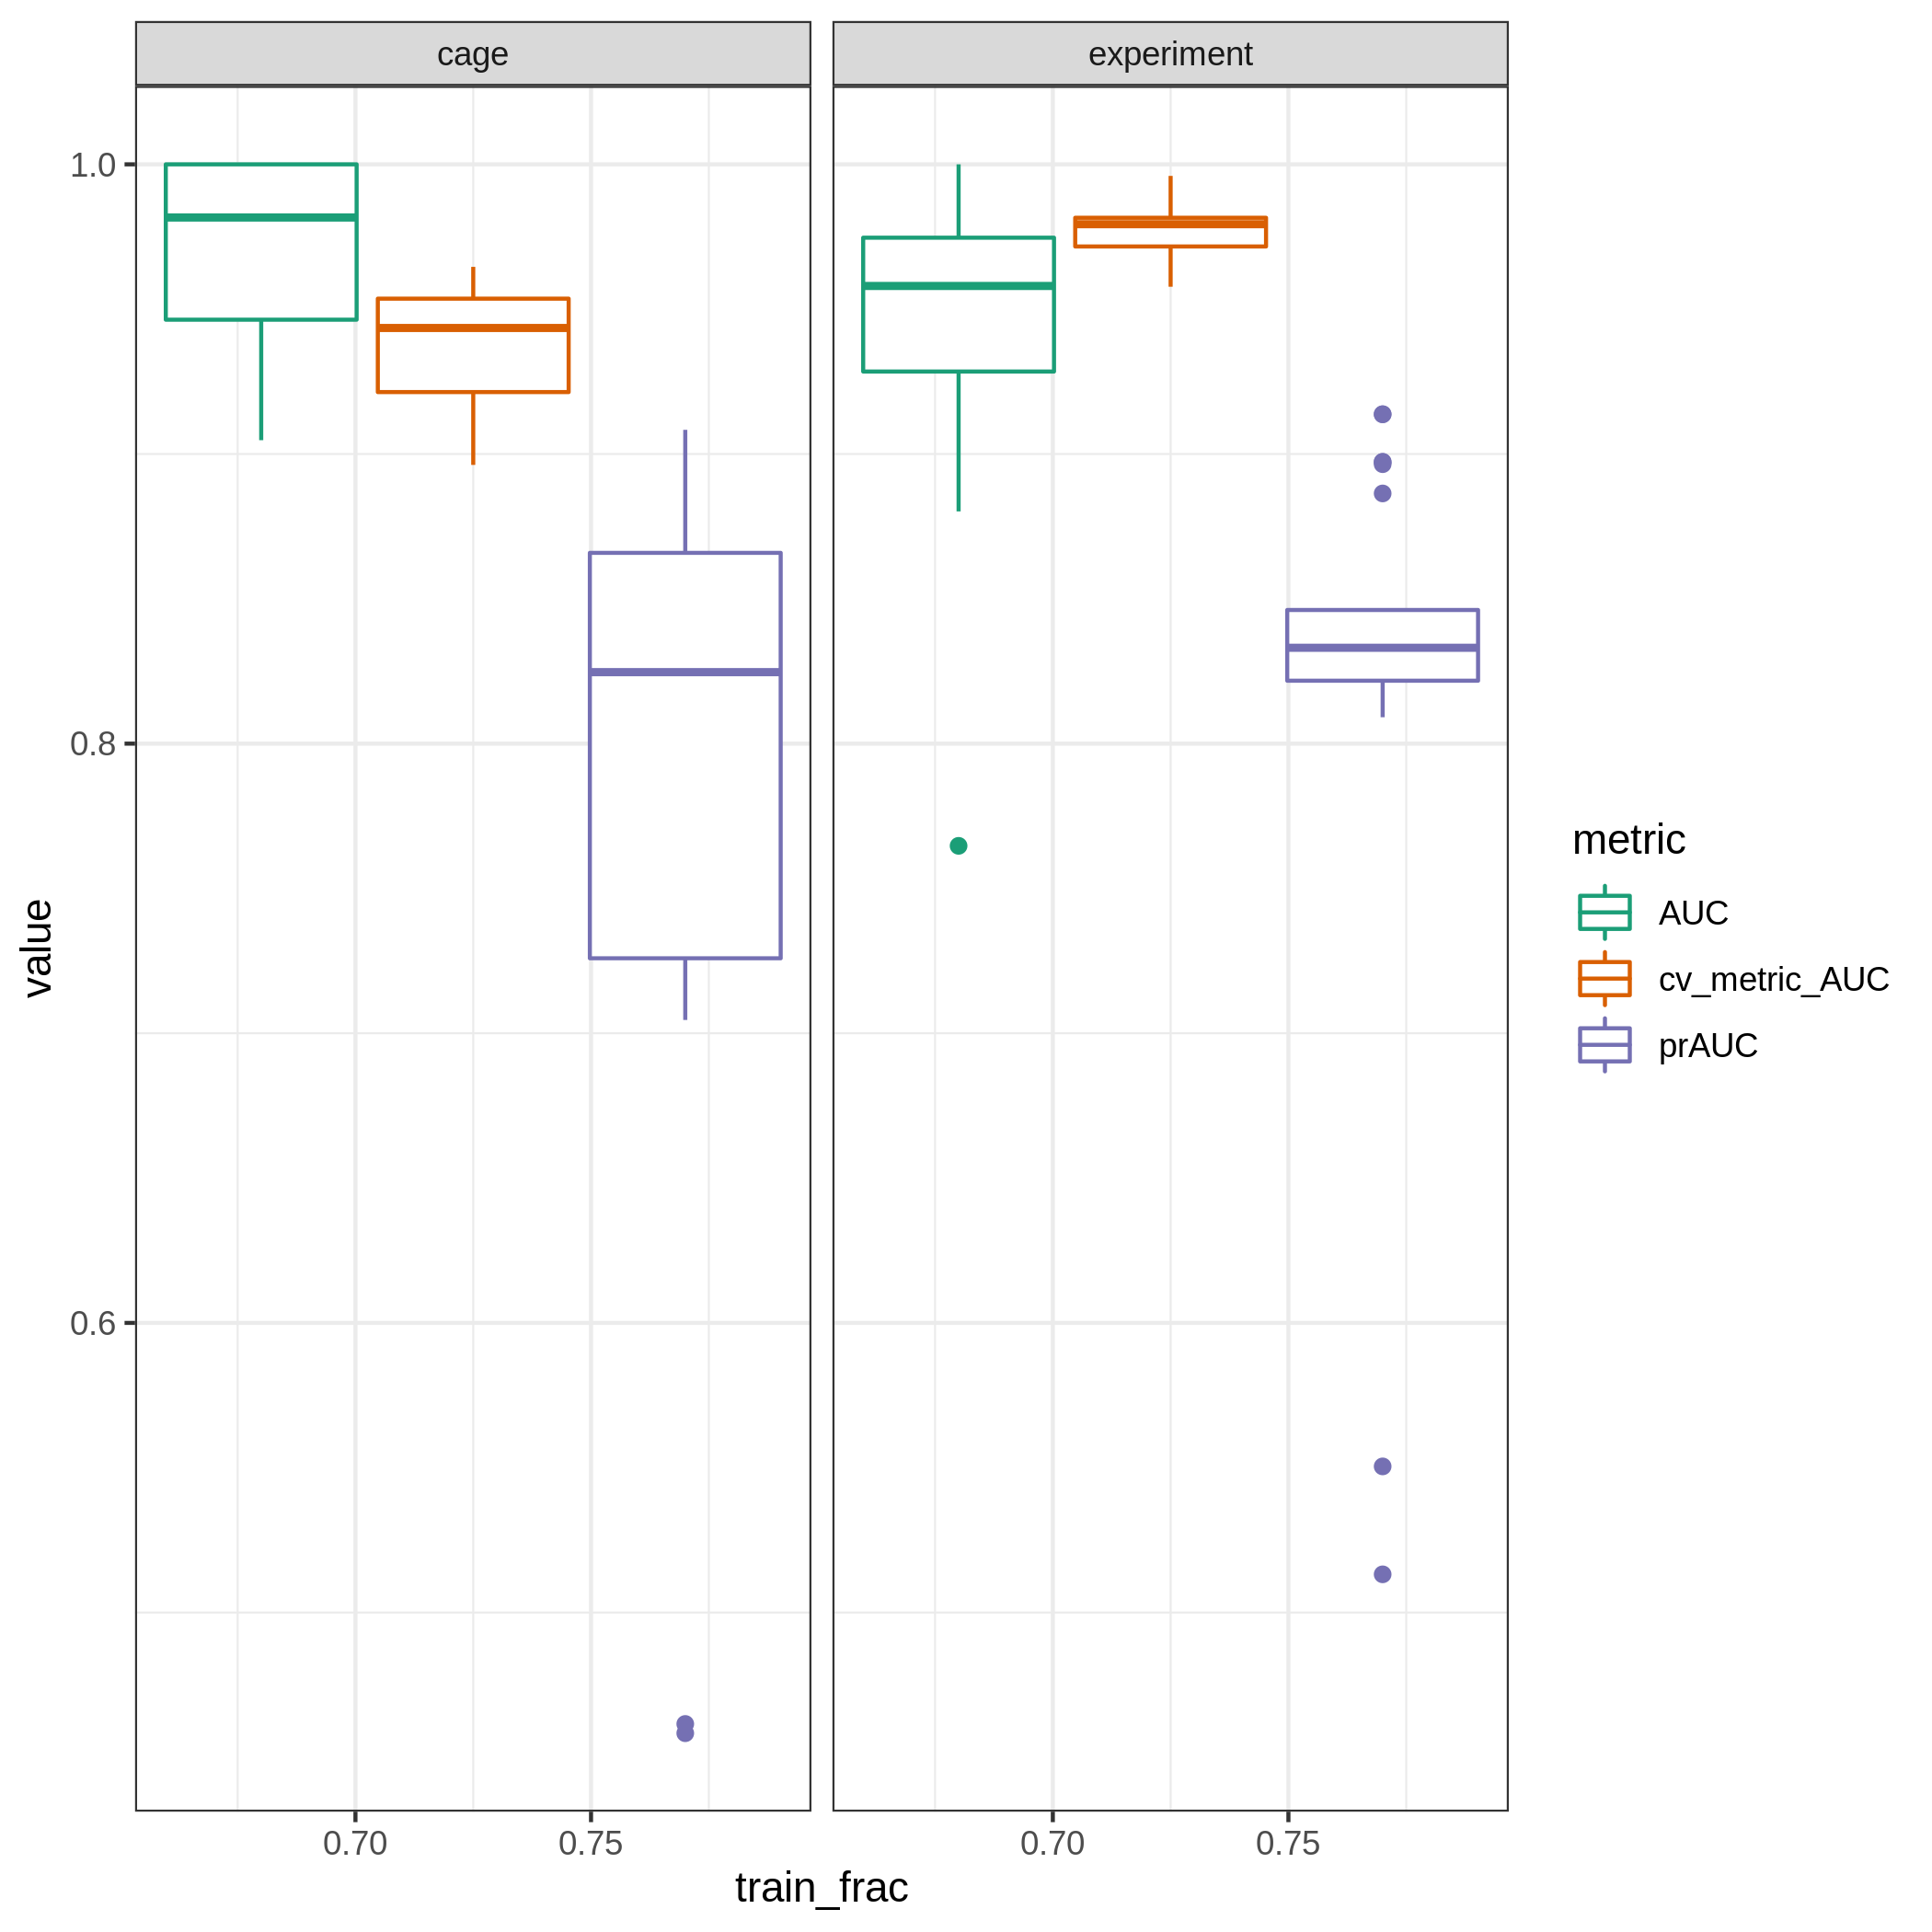 cage
experiment
1.0
0.8
0.6
value
0.70
0.75
0.70
0.75
train_frac
metric
AUC
cv_metric_AUC
prAUC